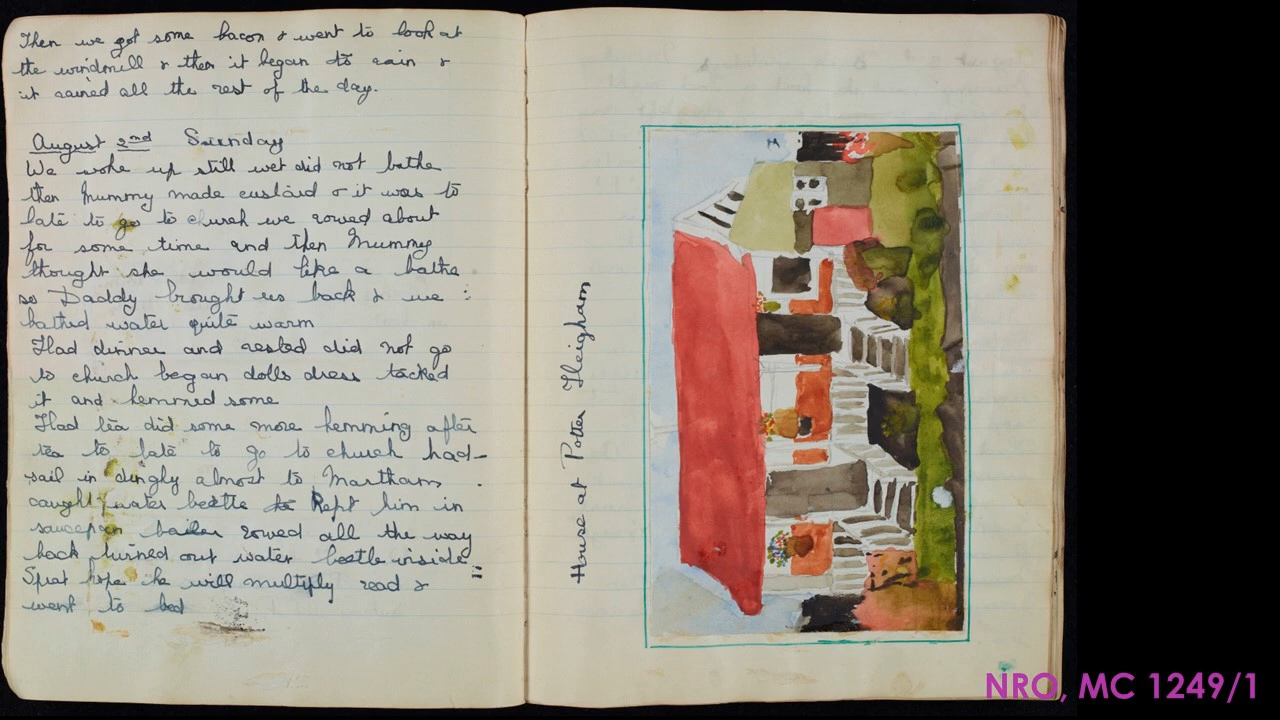 Then we got some bacon & went to look at
the windmill & then it began to rain &
it rained all the rest of the day.
August 2nd Sunday
We woke up still wet did not bathe
then Mummy made custard & it was to
late to go to church we rowed about
for some time and then Mummy
thought she would like a bathe
so Daddy brought us back & we :
bathed water quite warm
Had dinner and rested did not go
to church began dolls dress tacked
it and hemmed some
Had tea did some more hemming after
tea to late to go to church had-
sail in dingly almost to Martham
caught water beetle to Kept him in
saucepan bailer rowed all the way
back turned out water beetle inside
Sprat hope he will multiply read &
went to bed
House at Potter Heigham
NRO, MC 1249/1